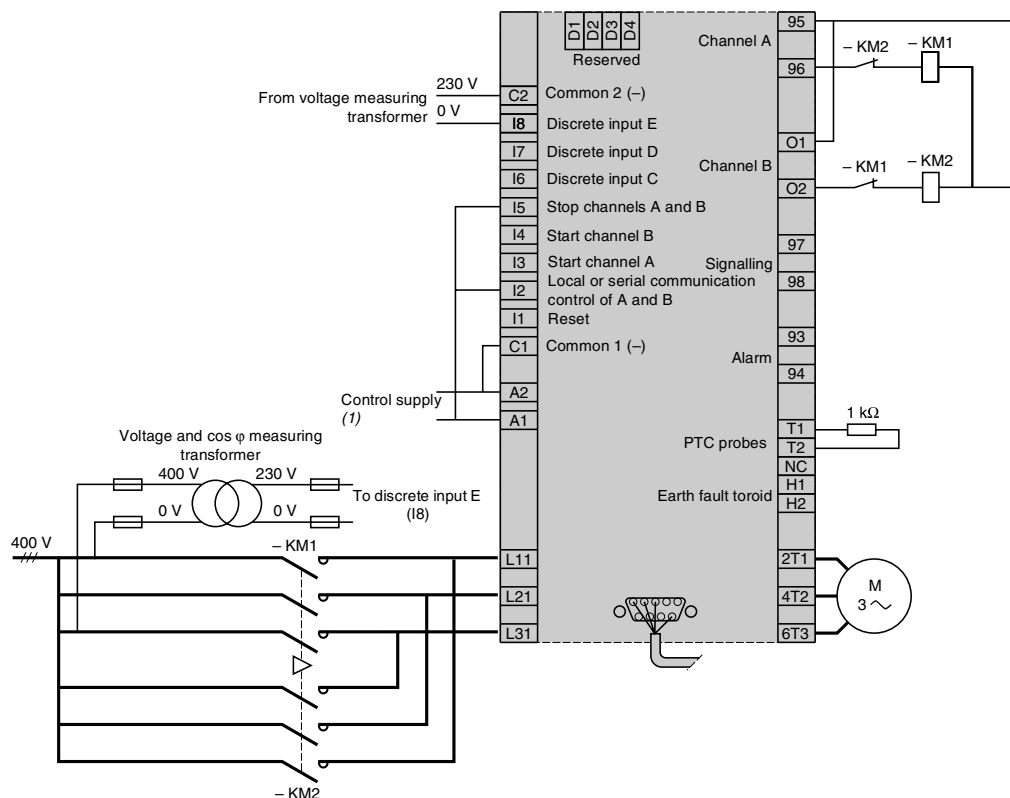 D1
D2
D3
D4
Reserved
Channel A
95
96
– KM2
– KM1
230 V
From voltage measuring
transformer
0 V
C2
Common 2 (–)
I8
Discrete input E
I7
Discrete input D
I6
Discrete input C
I5
Stop channels A and B
I4
Start channel B
I3
Start channel A
I2
Local or serial communication
control of A and B
I1
Reset
C1
Common 1 (–)
A2
A1
Control supply
(1)
O1
Channel B
O2
– KM1
– KM2
97
Signalling
98
93
Alarm
94
T1
PTC probes
T2
1 kΩ
NC
H1
Earth fault toroid
H2
Voltage and cos φ measuring
transformer
400 V
230 V
0 V
0 V
To discrete input E
(I8)
400 V
– KM1
L11
L21
L31
2T1
4T2
6T3
M
3
– KM2